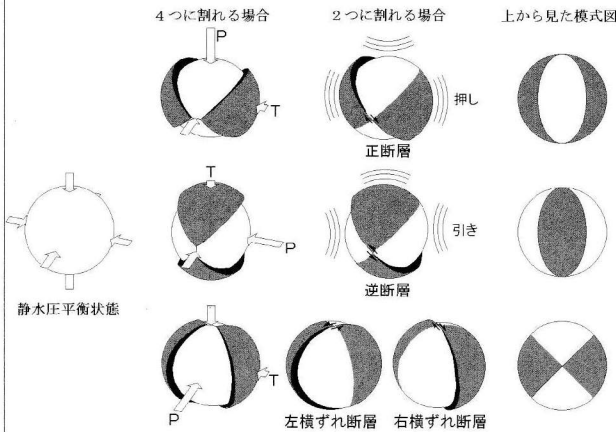 ４つに割れる場合
２つに割れる場合
上から見た模式図
P
T
押し
正断層
T
P
引き
逆断層
静水圧平衡状態
T
P
左横ずれ断層
右横ずれ断層